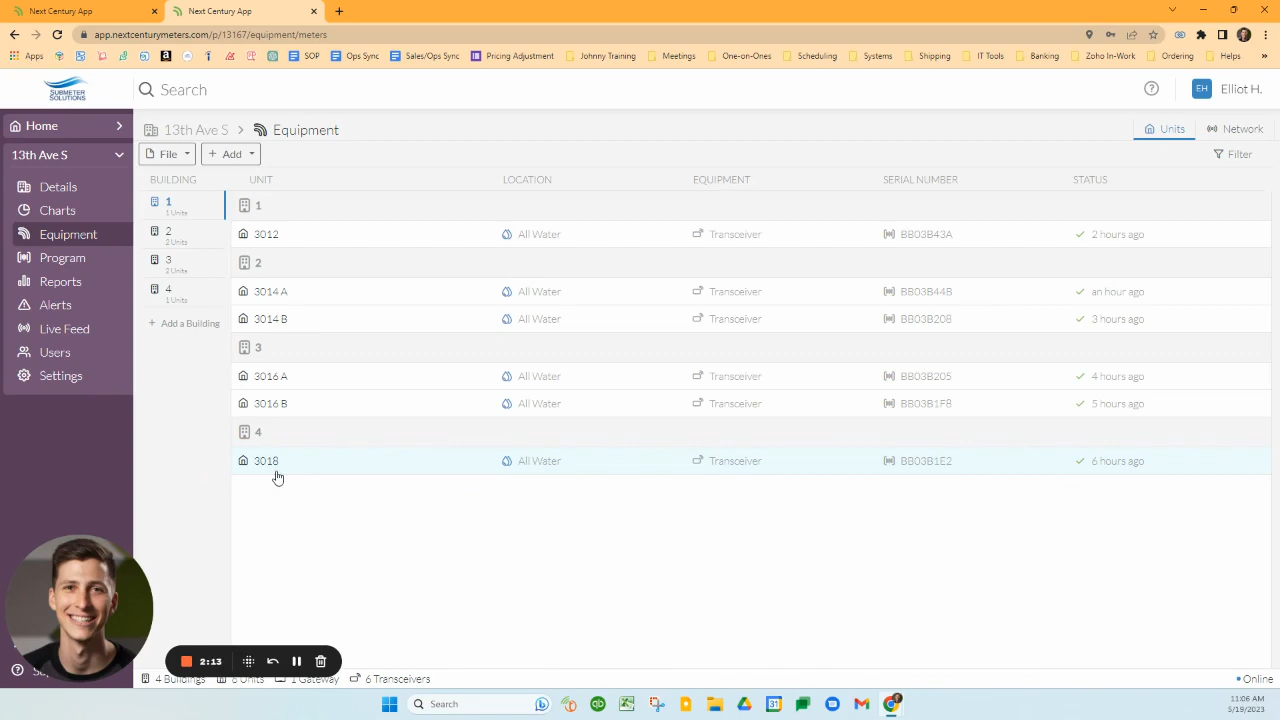 Next Century App
Next Century App
app.nextcenturymeters.com/p/13167/equipment/meters
Apps
SOP
Ops Sync
Sales/Ops Sync
Pricing Adjustment
Johnny Training
Meetings
One-on-Ones
Scheduling
Systems
Shipping
IT Tools
Banking
Zoho In-Work
Ordering
Helps
SUBMETER
SOLUTIONS
Search
EH
Elliot H.
Home
13th Ave S
Details
Charts
Equipment
Program
Reports
Alerts
Live Feed
Users
Settings
13th Ave S > Equipment
Units
Network
File
+ Add
Filter
BUILDING
1
1 Units
2
2 Units
3
2 Units
4
1 Units
+ Add a Building
UNIT LOCATION EQUIPMENT SERIAL NUMBER STATUS
1
3012 All Water Transceiver BB03B43A 2 hours ago
2
3014 A All Water Transceiver BB03B44B an hour ago
3014 B All Water Transceiver BB03B208 3 hours ago
3
3016 A All Water Transceiver BB03B205 4 hours ago
3016 B All Water Transceiver BB03B1F8 5 hours ago
4
3018 All Water Transceiver BB03B1E2 6 hours ago
2:13
4 Buildings
6 Units
1 Gateway
6 Transceivers
Online
Search
31
11:06 AM
5/19/2023